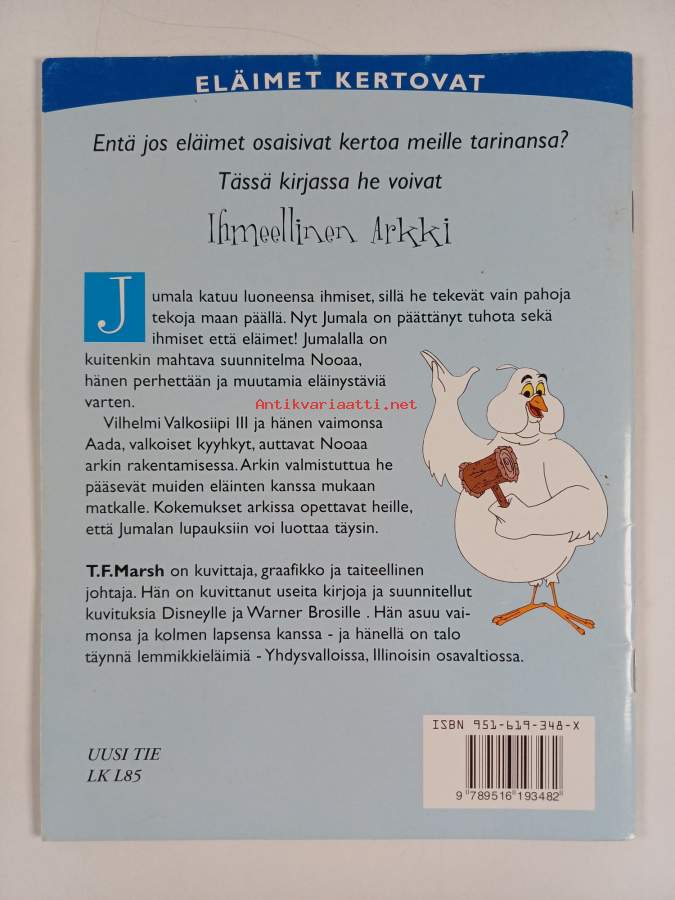 ELÄIMET KERTOVAT
Entä jos eläimet osaisivat kertoa meille tarinansa?
Tässä kirjassa he voivat
Ihmeellinen Arkki
Jumala katuu luoneensa ihmiset, sillä he tekevät vain pahoja
tekoja maan päällä. Nyt Jumala on päättänyt tuhota sekä
ihmiset että eläimet! Jumalalla on
kuitenkin mahtava suunnitelma Nooaa,
hänen perhettään ja muutamia eläinystäviä
varten.
Antikvariaatti.net
Vilhelmi Valkosiipi III ja hänen vaimonsa
Aada, valkoiset kyyhkyt, auttavat Nooaa
arkin rakentamisessa. Arkin valmistuttua he
pääsevät muiden eläinten kanssa mukaan
matkalle. Kokemukset arkissa opettavat heille,
että Jumalan lupauksiin voi luottaa täysin.
T.F.Marsh on kuvittaja, graafikko ja taiteellinen
johtaja. Hän on kuvittanut useita kirjoja ja suunnitellut
kuvituksia Disneylle ja Warner Brosille . Hän asuu vai-
monsa ja kolmen lapsensa kanssa - ja hänellä on talo
täynnä lemmikkieläimiä - Yhdysvalloissa, Illinoisin osavaltiossa.
ISBN 951-619-348-X
UUSI TIE
LK L85
9 789516 193482